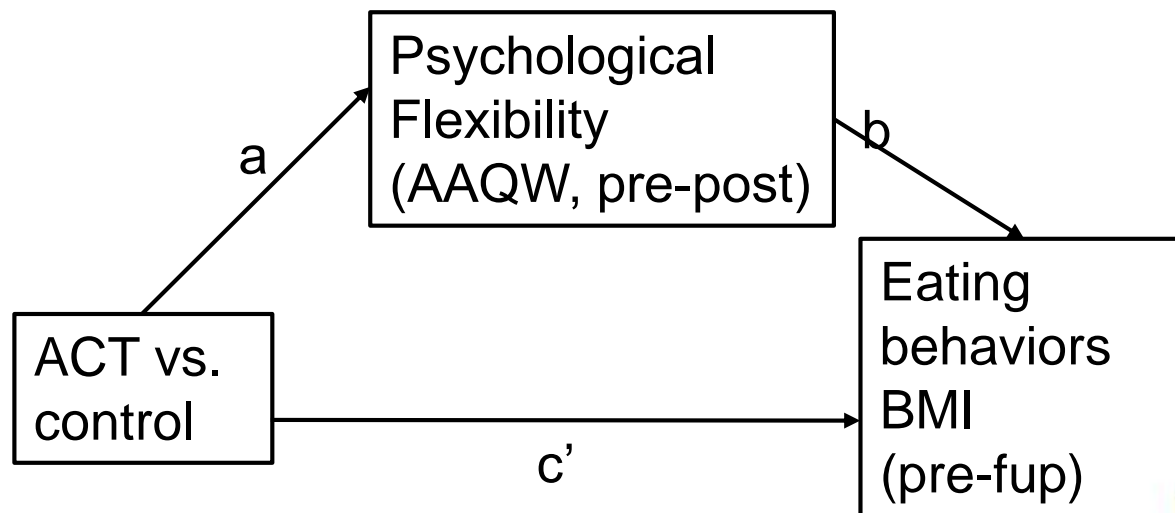 Psychological
Flexibility
(AAQW, pre-post)
a
b
ACT vs.
control
c’
Eating
behaviors
BMI
(pre-fup)